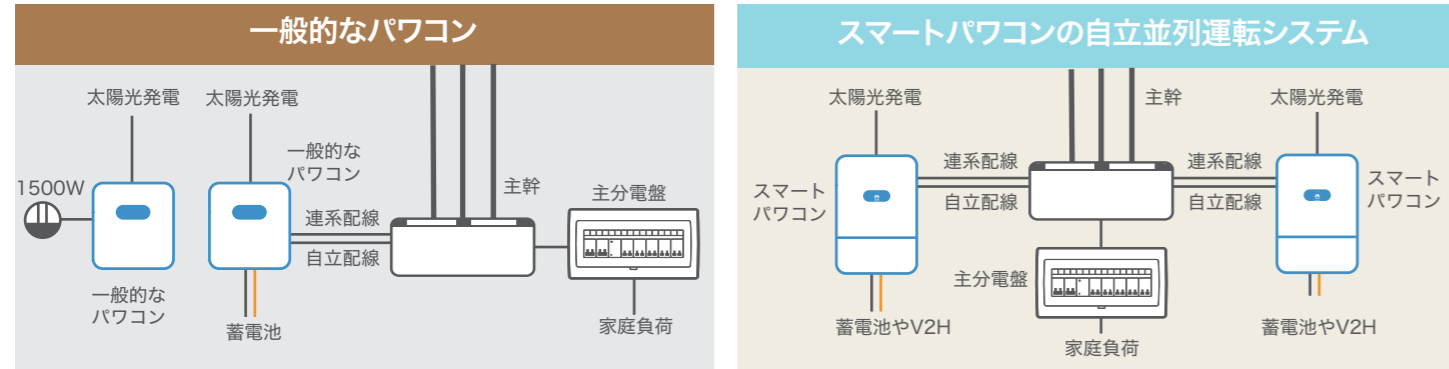 一般的なパワコン
太陽光発電
太陽光発電
一般的な
パワコン
1500W
主幹
主分電盤
連系配線
自立配線
一般的な
パワコン
蓄電池
家庭負荷
スマートパワコンの自立並列運転システム
太陽光発電
主幹
太陽光発電
連系配線
連系配線
スマート
パワコン
スマート
パワコン
自立配線
自立配線
主分電盤
蓄電池やV2H
蓄電池やV2H
家庭負荷